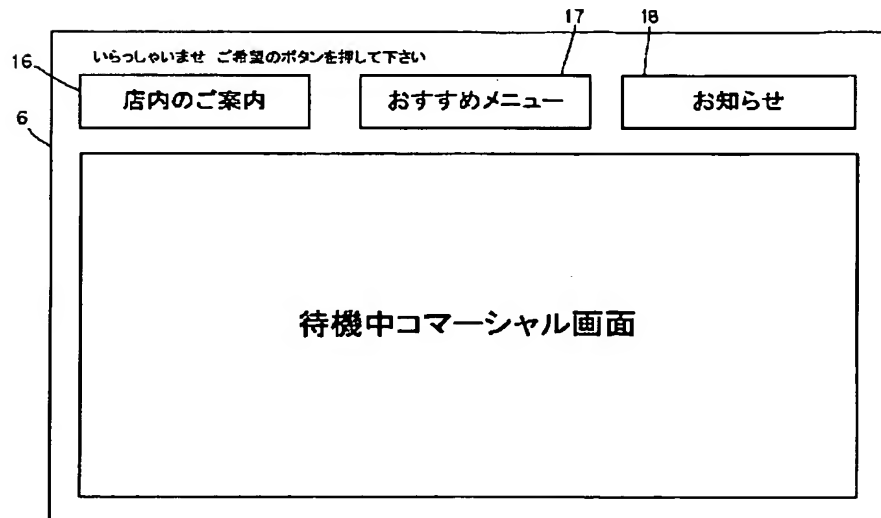 17 18
いらっしゃいませ ご希望のボタンを押して下さい
16
店内のご案内 おすすめメニュー お知らせ
6
待機中コマーシャル画面